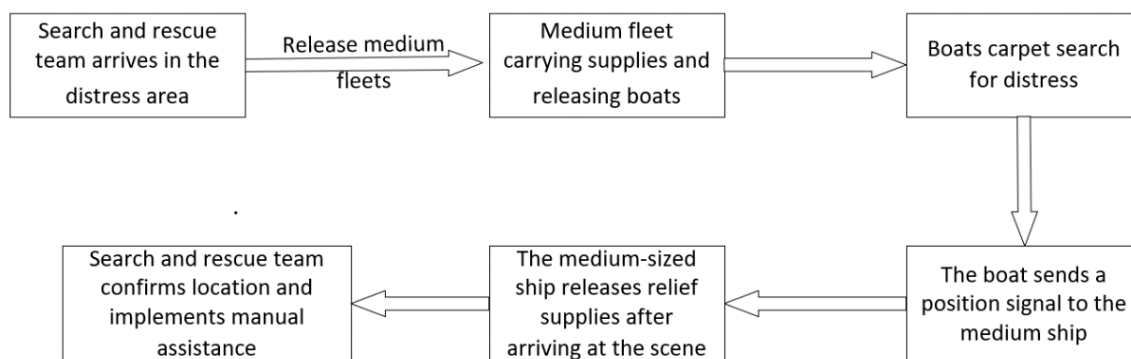 Search and rescue
team arrives in the
distress area
Release medium
fleets
Medium fleet
carrying supplies and
releasing boats
Boats carpet search
for distress
The boat sends a
position signal to the
medium ship
The medium-sized
ship releases relief
supplies after
arriving at the scene
Search and rescue team
confirms location and
implements manual
assistance